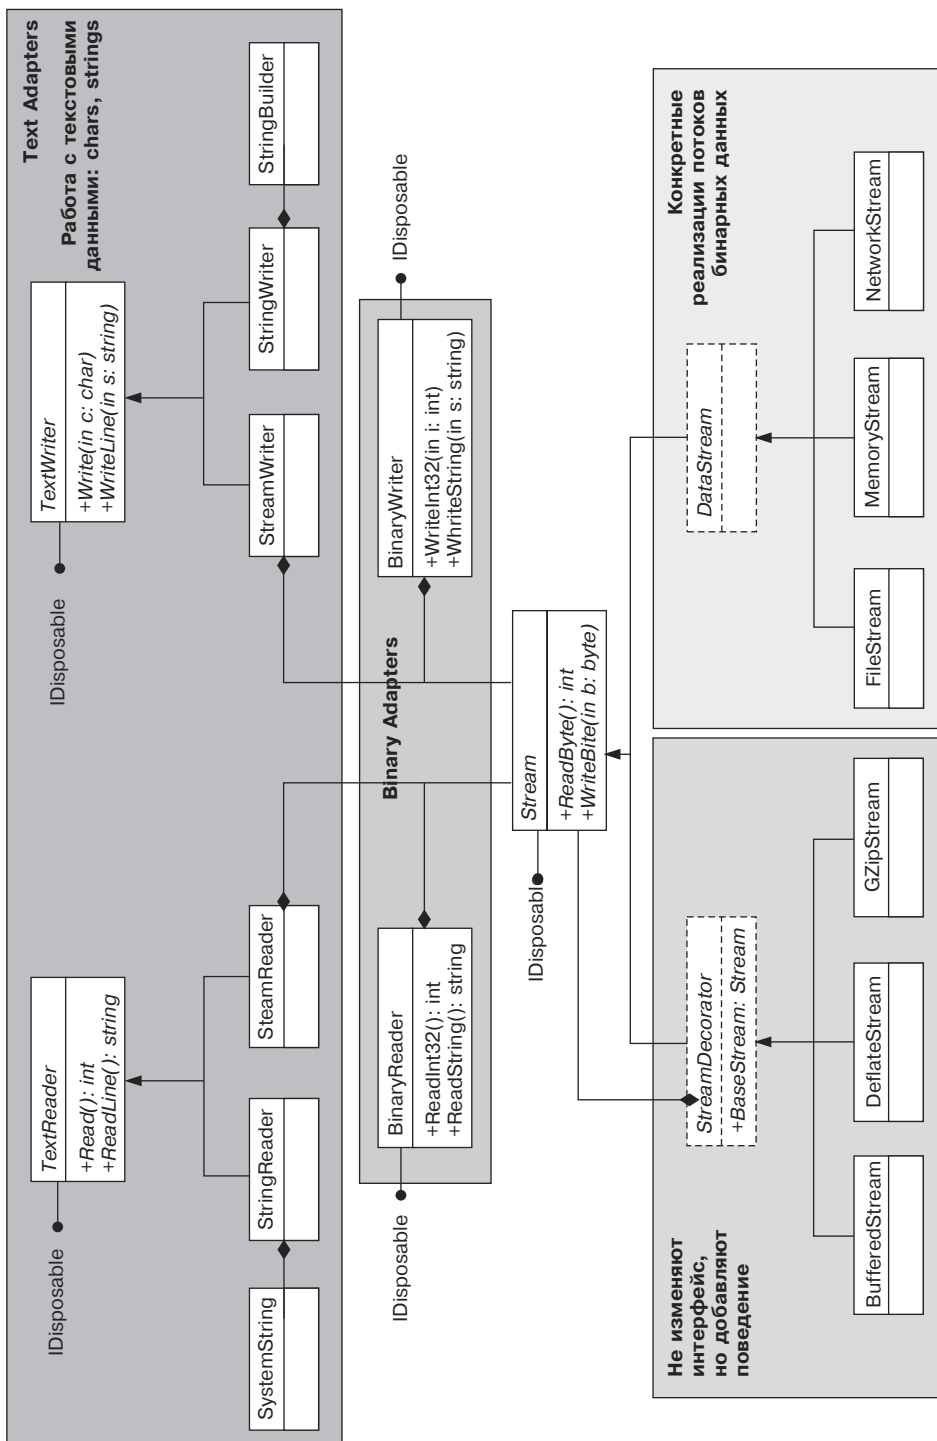 Text Adapters
Работа с текстовыми
данными: chars, strings
IDisposable
TextReader
+Read(): int
+ReadLine(): string
IDisposable
TextWriter
+Write(in c: char)
+WriteLine(in s: string)
SystemString
StringReader
SteamReader
StreamWriter
StringWriter
StringBuilder
Binary Adapters
IDisposable
BinaryReader
+ReadInt32(): int
+ReadString(): string
BinaryWriter
+WriteInt32(in i: int)
+WhriteString(in s: string)
IDisposable
IDisposable
Stream
+ReadByte(): int
+WriteBite(in b: byte)
Не изменяют
интерфейс,
но добавляют
поведение
StreamDecorator
+BaseStream: Stream
BufferedStream
DeflateStream
GZipStream
Конкретные
реализации потоков
бинарных данных
DataStream
FileStream
MemoryStream
NetworkStream